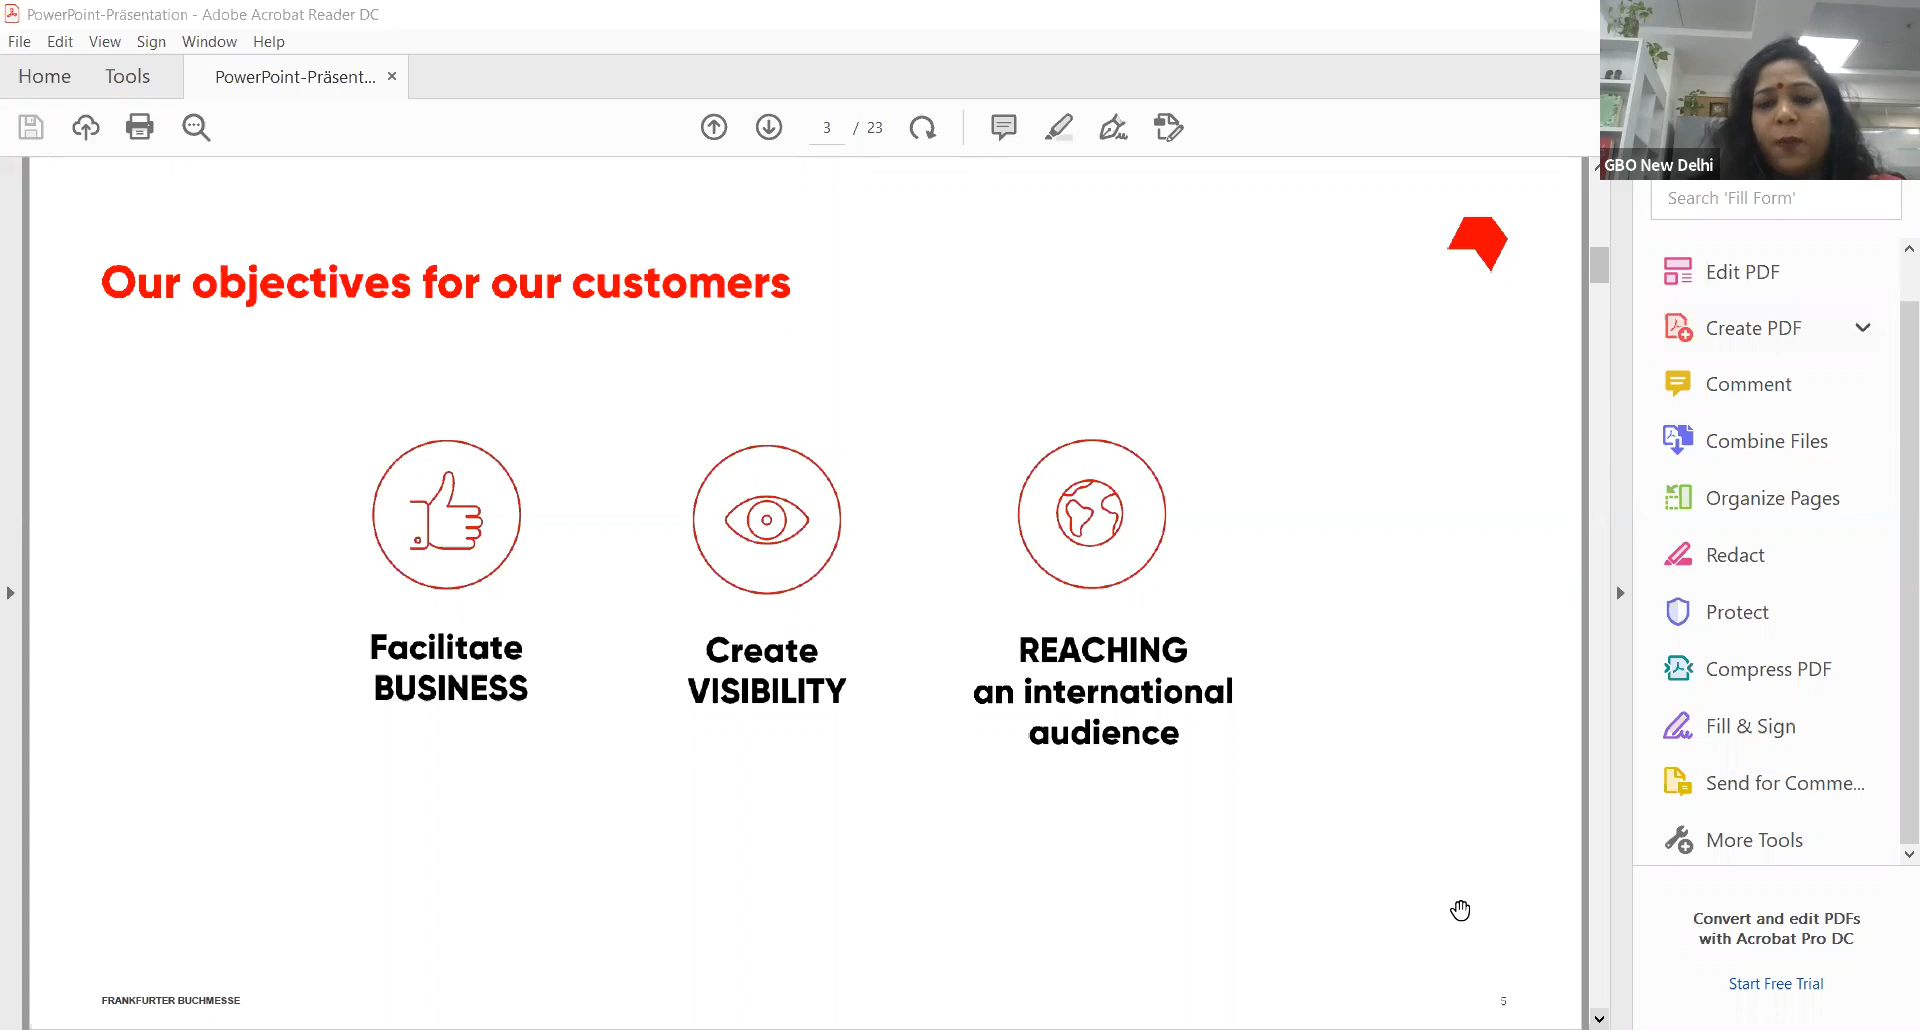 PowerPoint-Präsentation - Adobe Acrobat Reader DC
File Edit View Sign Window Help
Home Tools PowerPoint-Präsent... ×
3 / 23
GBO New Delhi
Search 'Fill Form'
Our objectives for our customers
Facilitate
BUSINESS
Create
VISIBILITY
REACHING
an international
audience
FRANKFURTER BUCHMESSE
5
Edit PDF
Create PDF
Comment
Combine Files
Organize Pages
Redact
Protect
Compress PDF
Fill & Sign
Send for Comme...
More Tools
Convert and edit PDFs
with Acrobat Pro DC
Start Free Trial